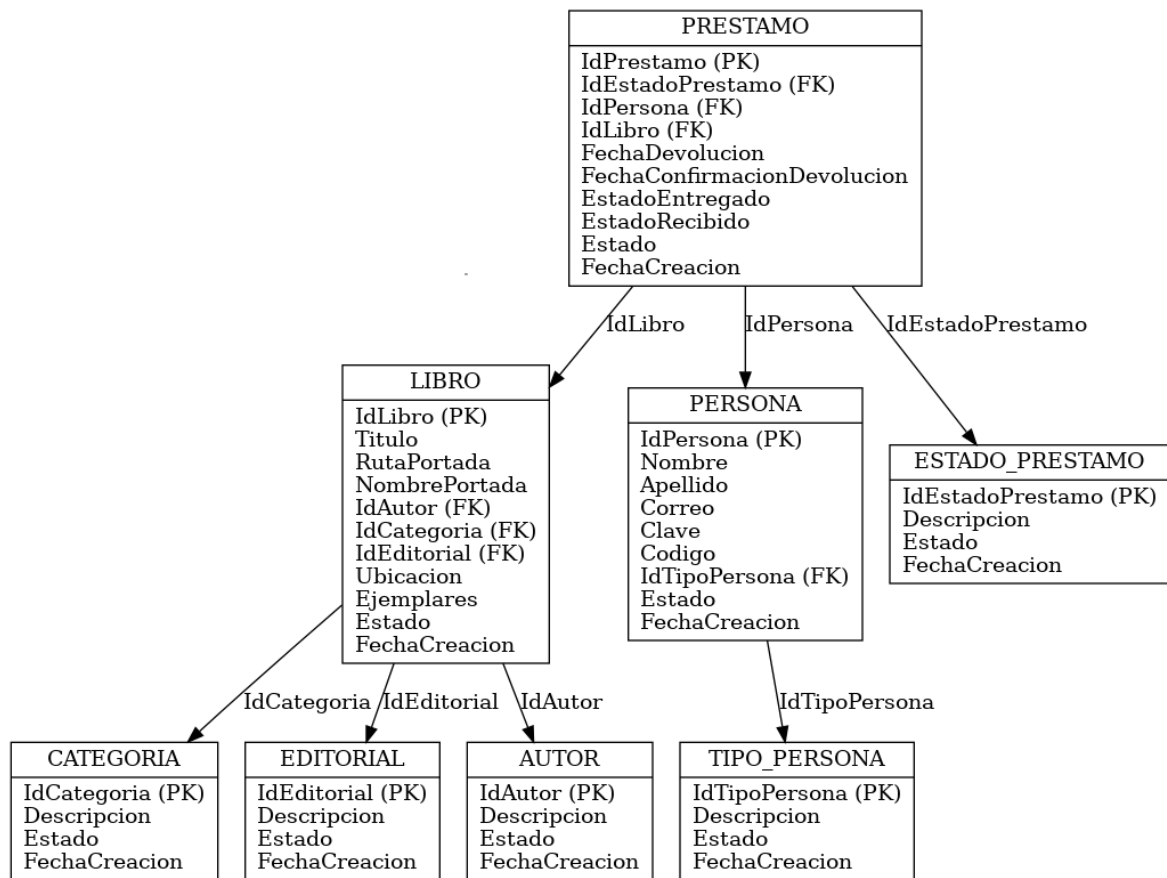 PRESTAMO
IdPrestamo (PK)
IdEstadoPrestamo (FK)
IdPersona (FK)
IdLibro (FK)
FechaDevolucion
FechaConfirmacionDevolucion
EstadoEntregado
EstadoRecibido
Estado
FechaCreacion
IdLibro
IdPersona
IdEstadoPrestamo
LIBRO
IdLibro (PK)
Titulo
RutaPortada
NombrePortada
IdAutor (FK)
IdCategoria (FK)
IdEditorial (FK)
Ubicacion
Ejemplares
Estado
FechaCreacion
PERSONA
IdPersona (PK)
Nombre
Apellido
Correo
Clave
Codigo
IdTipoPersona (FK)
Estado
FechaCreacion
ESTADO_PRESTAMO
IdEstadoPrestamo (PK)
Descripcion
Estado
FechaCreacion
IdCategoria
IdEditorial
IdAutor
IdTipoPersona
CATEGORIA
IdCategoria (PK)
Descripcion
Estado
FechaCreacion
EDITORIAL
IdEditorial (PK)
Descripcion
Estado
FechaCreacion
AUTOR
IdAutor (PK)
Descripcion
Estado
FechaCreacion
TIPO_PERSONA
IdTipoPersona (PK)
Descripcion
Estado
FechaCreacion